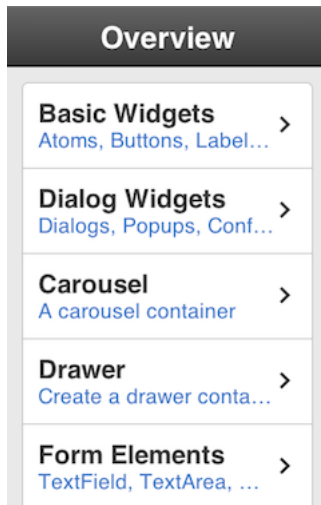 Overview
Basic Widgets
Atoms, Buttons, Label...
Dialog Widgets
Dialogs, Popups, Conf...
Carousel
A carousel container
Drawer
Create a drawer conta...
Form Elements
TextField, TextArea, ...